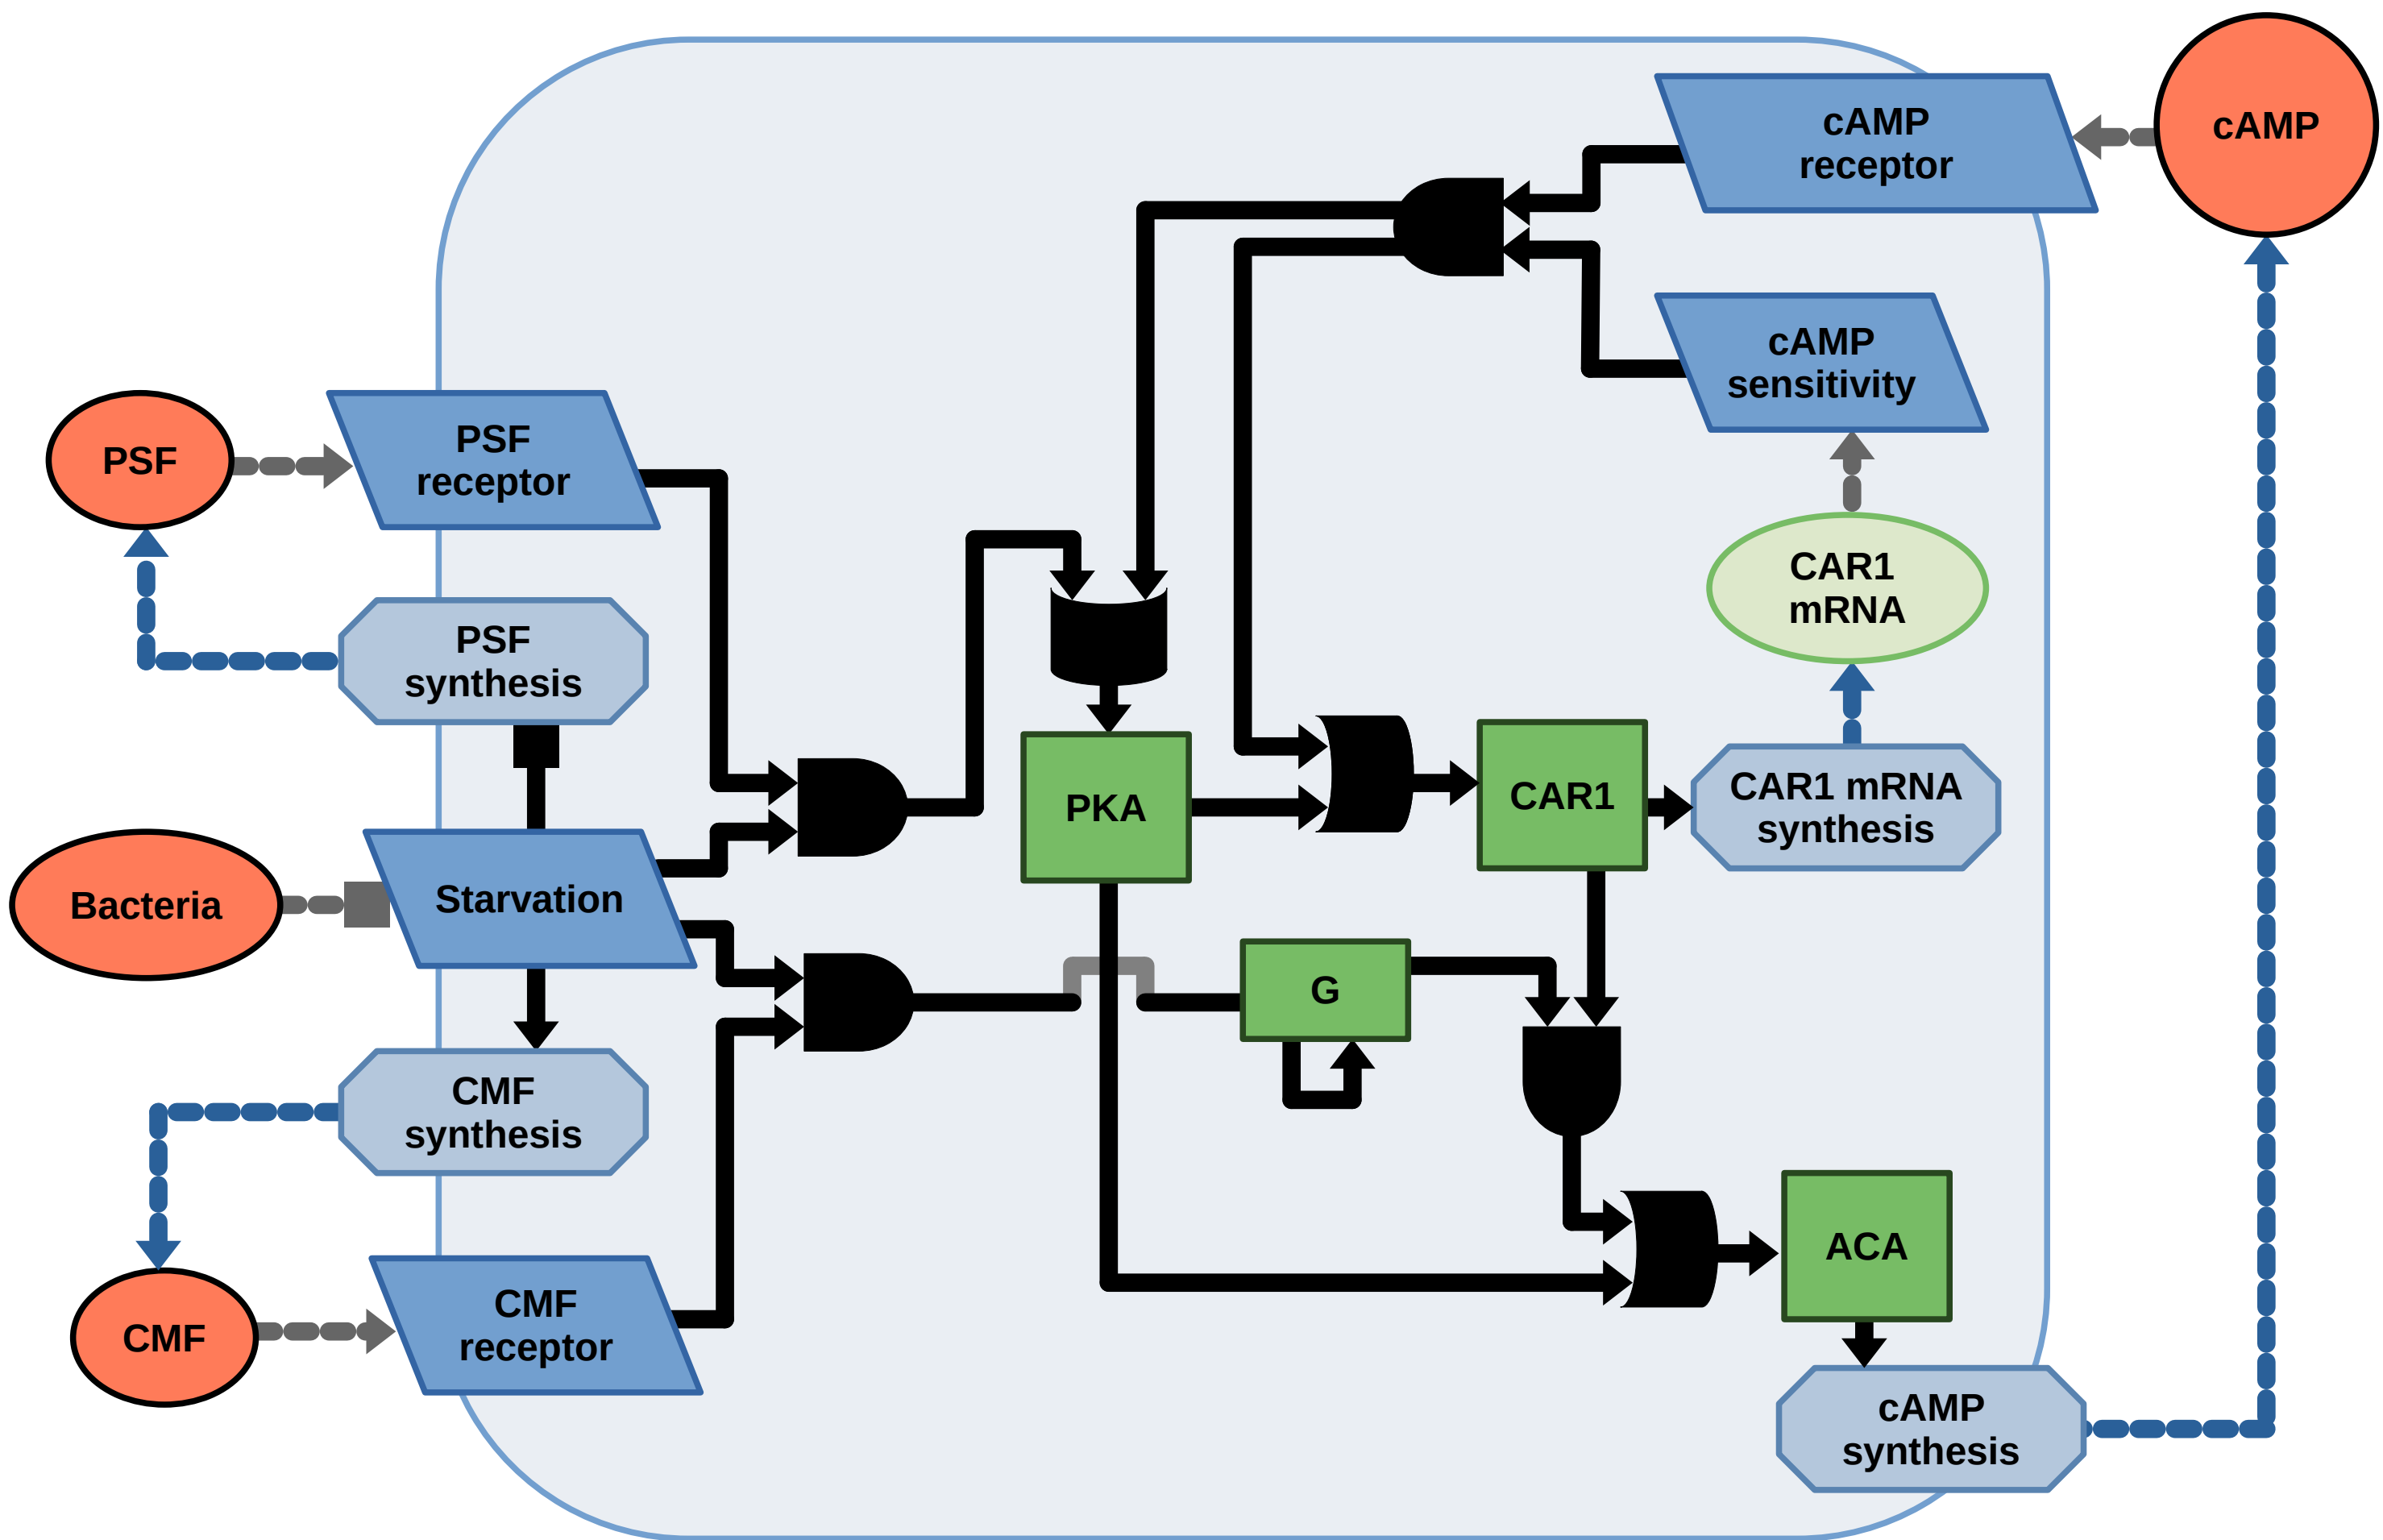 cAMP
receptor
cAMP
cAMP
sensitivity
PSF
PSF
receptor
CAR1
mRNA
PSF
synthesis
PKA
CAR1
CAR1 mRNA
synthesis
Bacteria
Starvation
G
CMF
synthesis
ACA
CMF
CMF
receptor
cAMP
synthesis